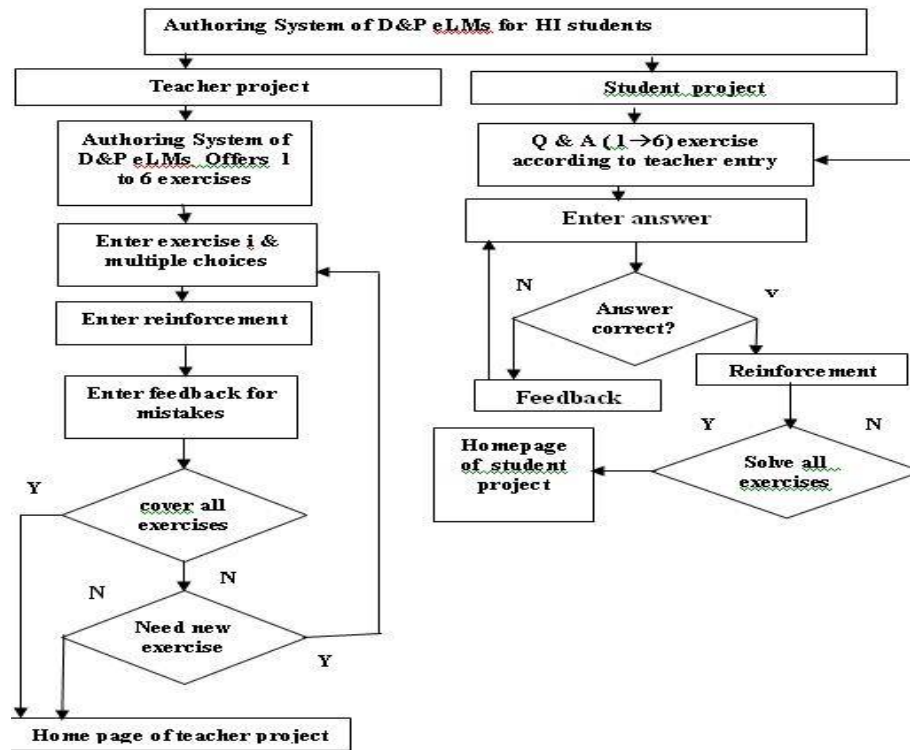 Authoring System of D&P eLMs for HI students
Teacher project
Authoring System of
D&P eLMs Offers 1
to 6 exercises
Enter exercise i &
multiple choices
Enter reinforcement
Enter feedback for
mistakes
Y
cover all
exercises
N
N
Need new
exercise
Y
Home page of teacher project
Student project
Q & A (1→6) exercise
according to teacher entry
Enter answer
N
Y
Answer
correct?
Feedback
Reinforcement
Y
N
Homepage
of student
project
Solve all
exercises